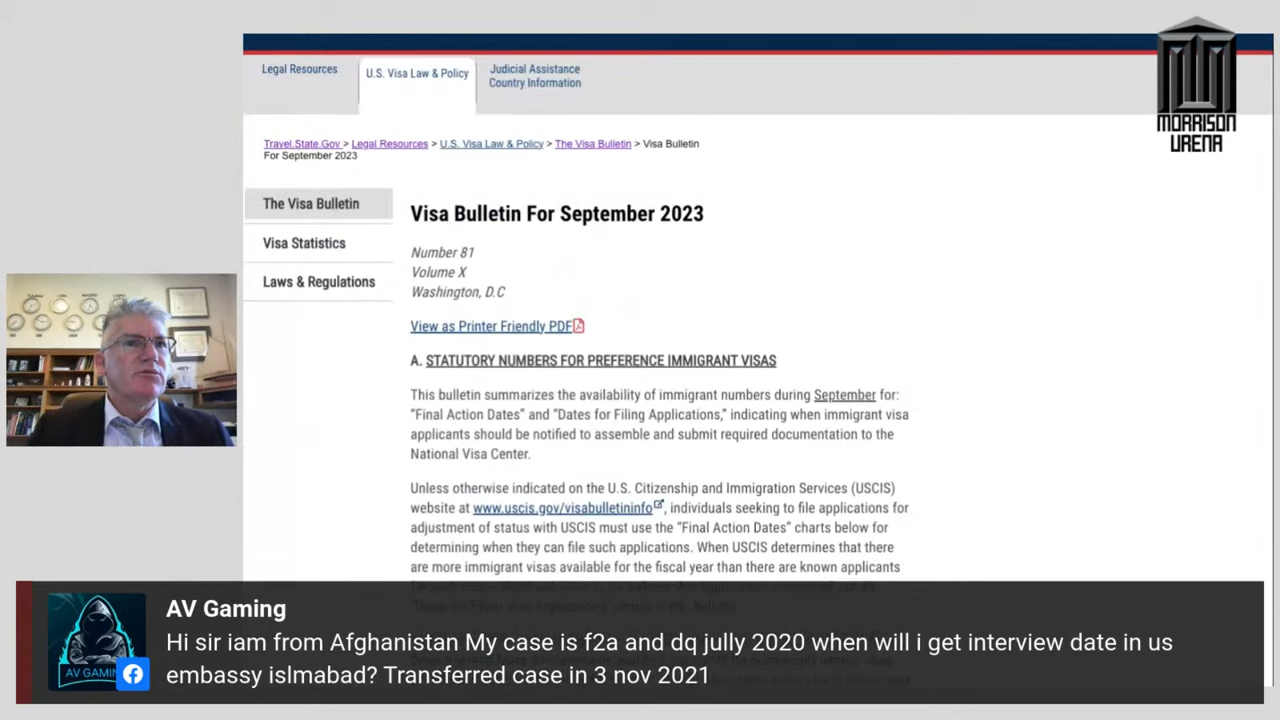 Legal Resources
U.S. Visa Law & Policy
Judicial Assistance
Country Information
MORRISON
URENA
Travel.State.Gov > Legal Resources > U.S. Visa Law & Policy > The Visa Bulletin > Visa Bulletin
For September 2023
The Visa Bulletin
Visa Statistics
Laws & Regulations
Visa Bulletin For September 2023
Number 81
Volume X
Washington, D.C
View as Printer Friendly PDF
A. STATUTORY NUMBERS FOR PREFERENCE IMMIGRANT VISAS
This bulletin summarizes the availability of immigrant numbers during September for:
“Final Action Dates” and “Dates for Filing Applications,” indicating when immigrant visa
applicants should be notified to assemble and submit required documentation to the
National Visa Center.
Unless otherwise indicated on the U.S. Citizenship and Immigration Services (USCIS)
website at www.uscis.gov/visabulletininfo, individuals seeking to file applications for
adjustment of status with USCIS must use the “Final Action Dates” charts below for
determining when they can file such applications. When USCIS determines that there
are more immigrant visas available for the fiscal year than there are known applicants
AV Gaming
Hi sir iam from Afghanistan My case is f2a and dq jully 2020 when will i get interview date in us
embassy islmabad? Transferred case in 3 nov 2021
AV GAMIN